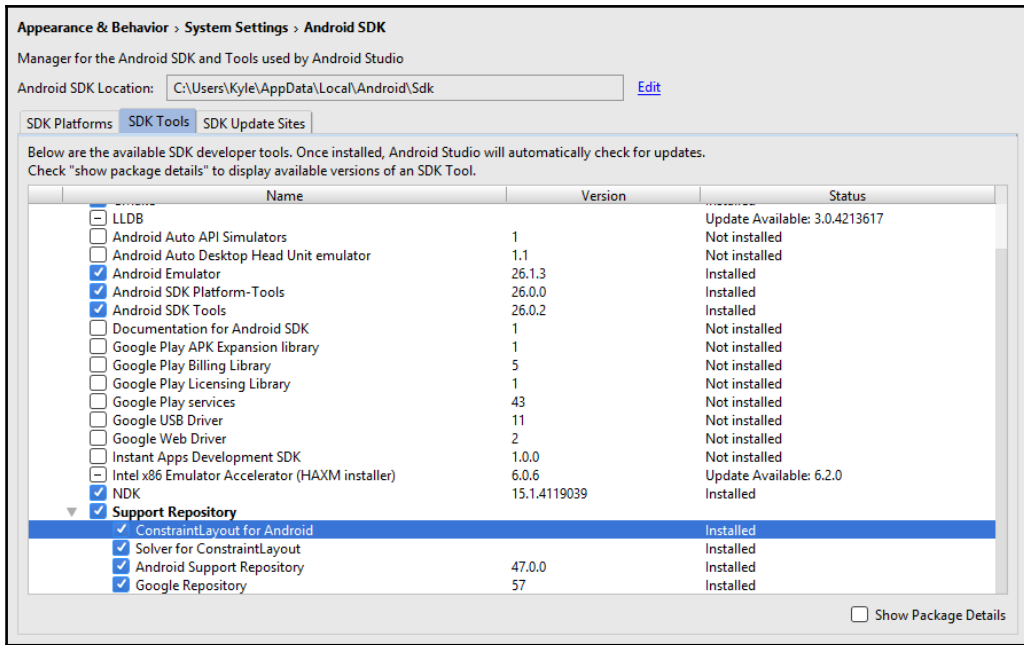 Appearance & Behavior › System Settings › Android SDK
Manager for the Android SDK and Tools used by Android Studio
Android SDK Location: C:\Users\Kyle\AppData\Local\Android\Sdk Edit
SDK Platforms SDK Tools SDK Update Sites
Below are the available SDK developer tools. Once installed, Android Studio will automatically check for updates.
Check "show package details" to display available versions of an SDK Tool.
Name Version Status
LLDB Update Available: 3.0.4213617
Android Auto API Simulators 1 Not installed
Android Auto Desktop Head Unit emulator 1.1 Not installed
Android Emulator 26.1.3 Installed
Android SDK Platform-Tools 26.0.0 Installed
Android SDK Tools 26.0.2 Installed
Documentation for Android SDK 1 Not installed
Google Play APK Expansion library 1 Not installed
Google Play Billing Library 5 Not installed
Google Play Licensing Library 1 Not installed
Google Play services 43 Not installed
Google USB Driver 11 Not installed
Google Web Driver 2 Not installed
Instant Apps Development SDK 1.0.0 Not installed
Intel x86 Emulator Accelerator (HAXM installer) 6.0.6 Update Available: 6.2.0
NDK 15.1.4119039 Installed
Support Repository
ConstraintLayout for Android Installed
Solver for ConstraintLayout Installed
Android Support Repository 47.0.0 Installed
Google Repository 57 Installed
Show Package Details